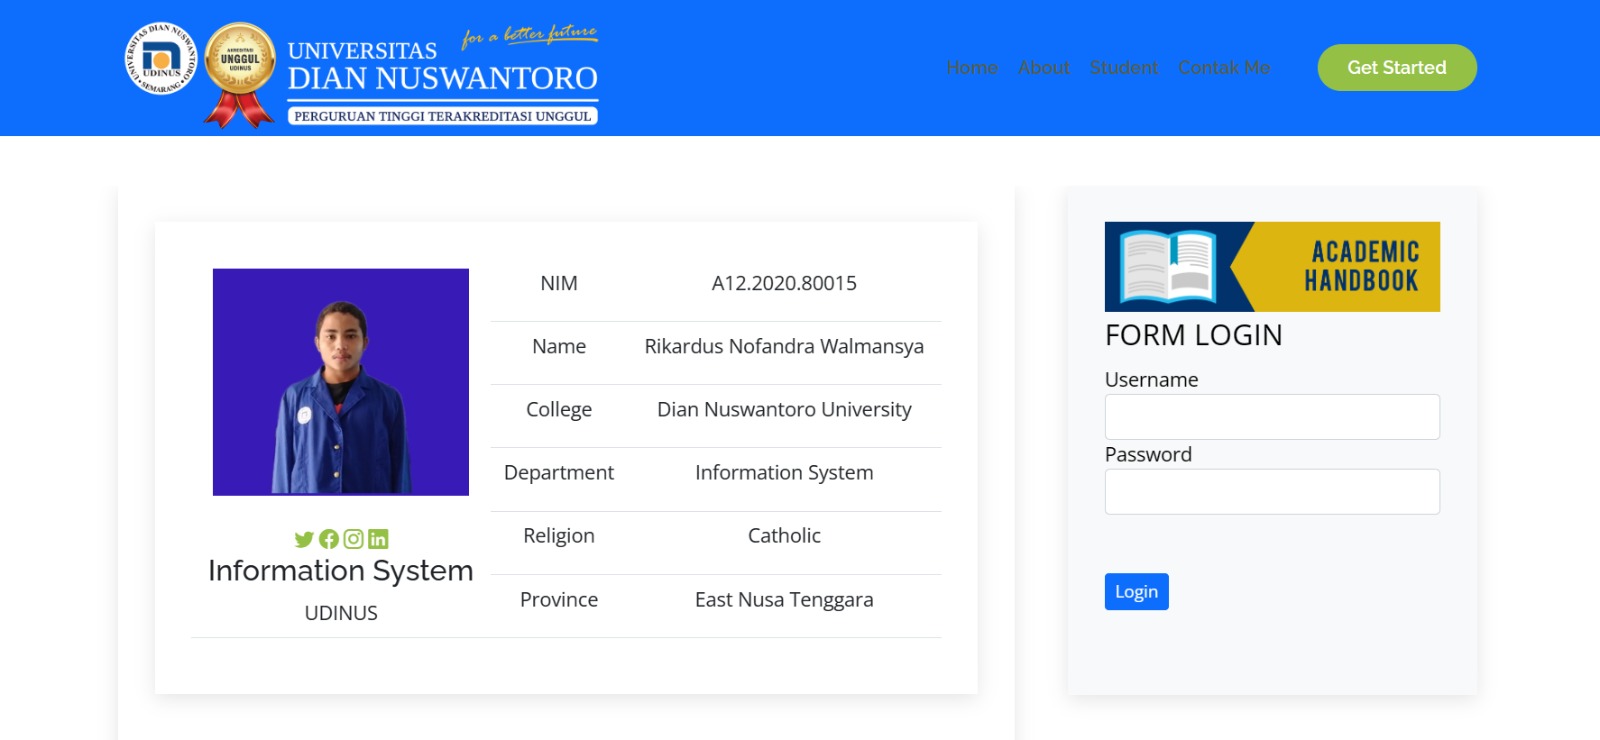 UNIVERSITAS DIAN NUSWANTORO
UDINUS
• SEMARANG •
AKREDITASI
UNGGUL
UDINUS
for a better future
UNIVERSITAS
DIAN NUSWANTORO
PERGURUAN TINGGI TERAKREDITASI UNGGUL
Home About Student Contak Me Get Started
NIM A12.2020.80015
Name Rikardus Nofandra Walmansya
College Dian Nuswantoro University
Department Information System
Religion Catholic
Province East Nusa Tenggara
Information System
UDINUS
ACADEMIC
HANDBOOK
FORM LOGIN
Username
Password
Login